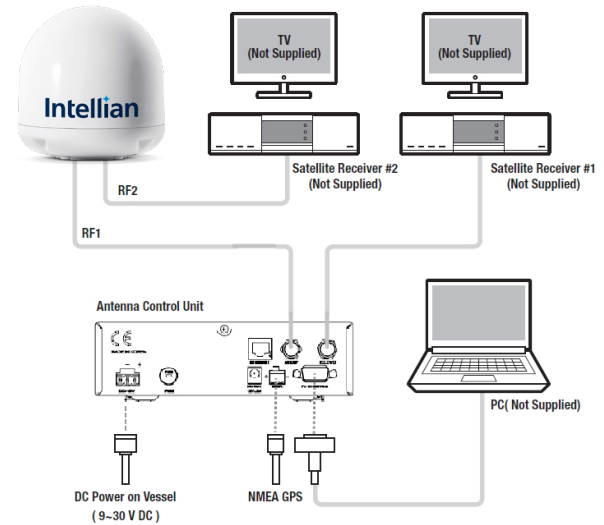 TV
(Not Supplied)
TV
(Not Supplied)
Intellian
Satellite Receiver #2
(Not Supplied)
Satellite Receiver #1
(Not Supplied)
RF2
RF1
Antenna Control Unit
CE
PC( Not Supplied)
DC Power on Vessel
( 9~30 V DC )
NMEA GPS